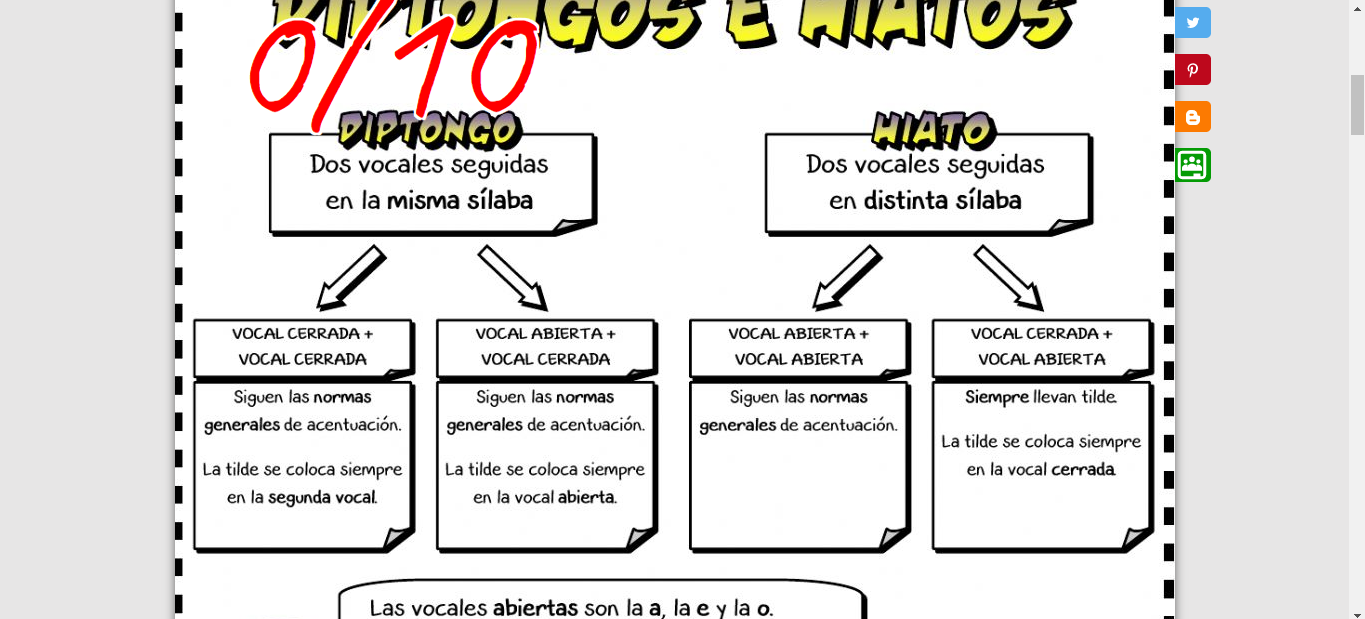 DIPTONGOS E HIATOS
0/10
DIPTONGO
Dos vocales seguidas
en la misma sílaba
HIATO
Dos vocales seguidas
en distinta sílaba
VOCAL CERRADA +
VOCAL CERRADA
Siguen las normas
generales de acentuación.
La tilde se coloca siempre
en la segunda vocal.
VOCAL ABIERTA +
VOCAL CERRADA
Siguen las normas
generales de acentuación.
La tilde se coloca siempre
en la vocal abierta.
VOCAL ABIERTA +
VOCAL ABIERTA
Siguen las normas
generales de acentuación.
VOCAL CERRADA +
VOCAL ABIERTA
Siempre llevan tilde.
La tilde se coloca siempre
en la vocal cerrada.
Las vocales abiertas son la a, la e y la o.